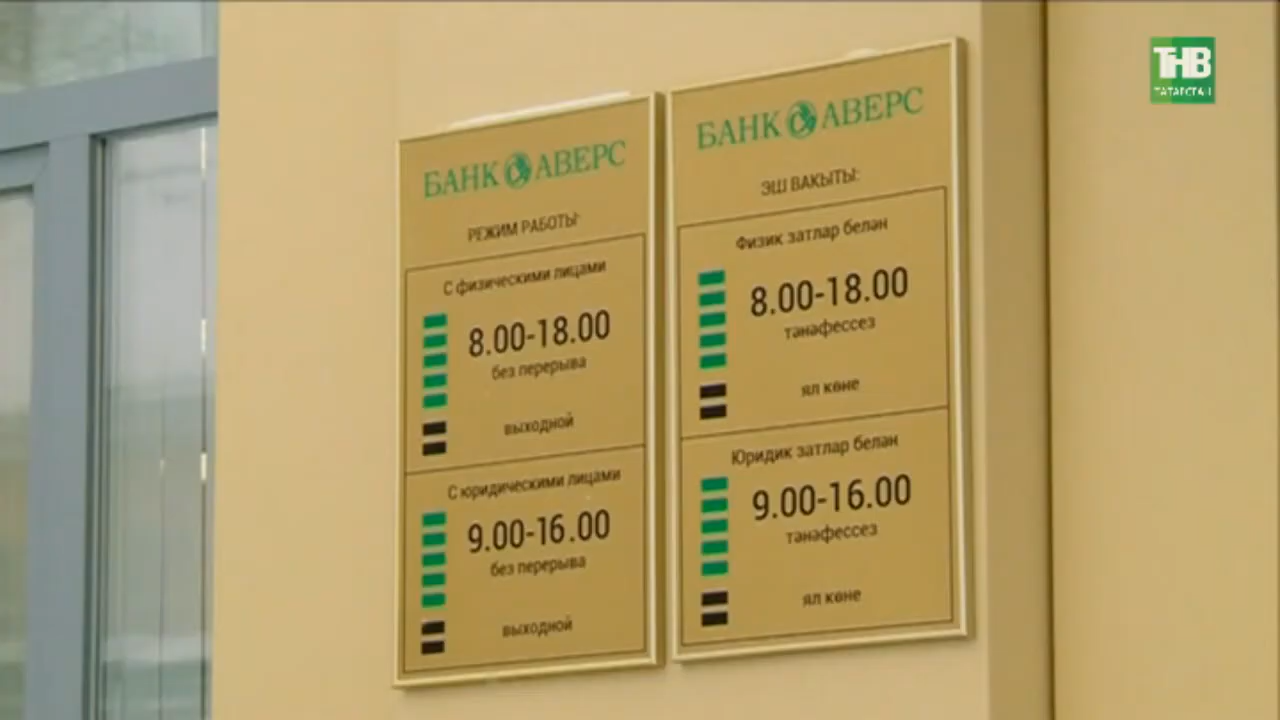 БАНК АВЕРС
РЕЖИМ РАБОТЫ:
С физическими лицами
8.00-18.00
без перерыва
выходной
С юридическими лицами
9.00-16.00
без перерыва
выходной
БАНК АВЕРС
ЭШ ВАКЫТЫ:
Физик затлар белән
8.00-18.00
тәнәфессез
ял көне
Юридик затлар белән
9.00-16.00
тәнәфессез
ял көне
ТНВ
ТАТАРСТАН